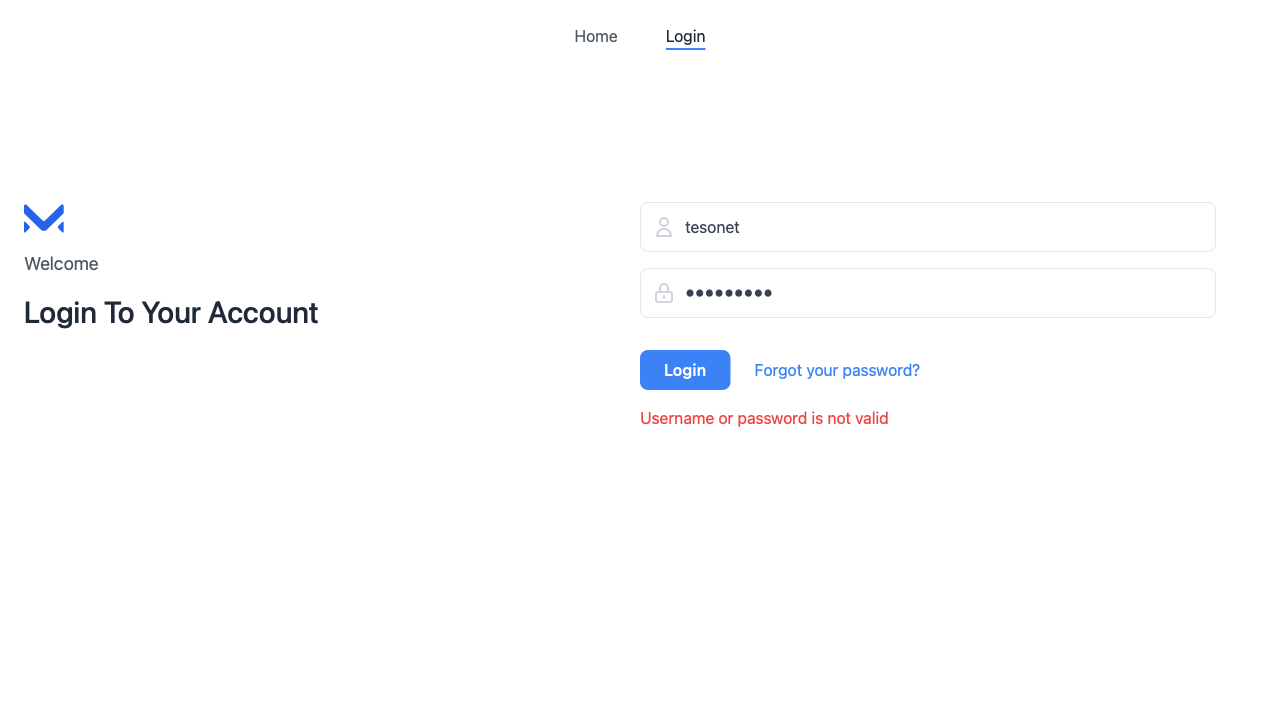 Home
Login
Welcome
Login To Your Account
tesonet
•••••••••
Login
Forgot your password?
Username or password is not valid